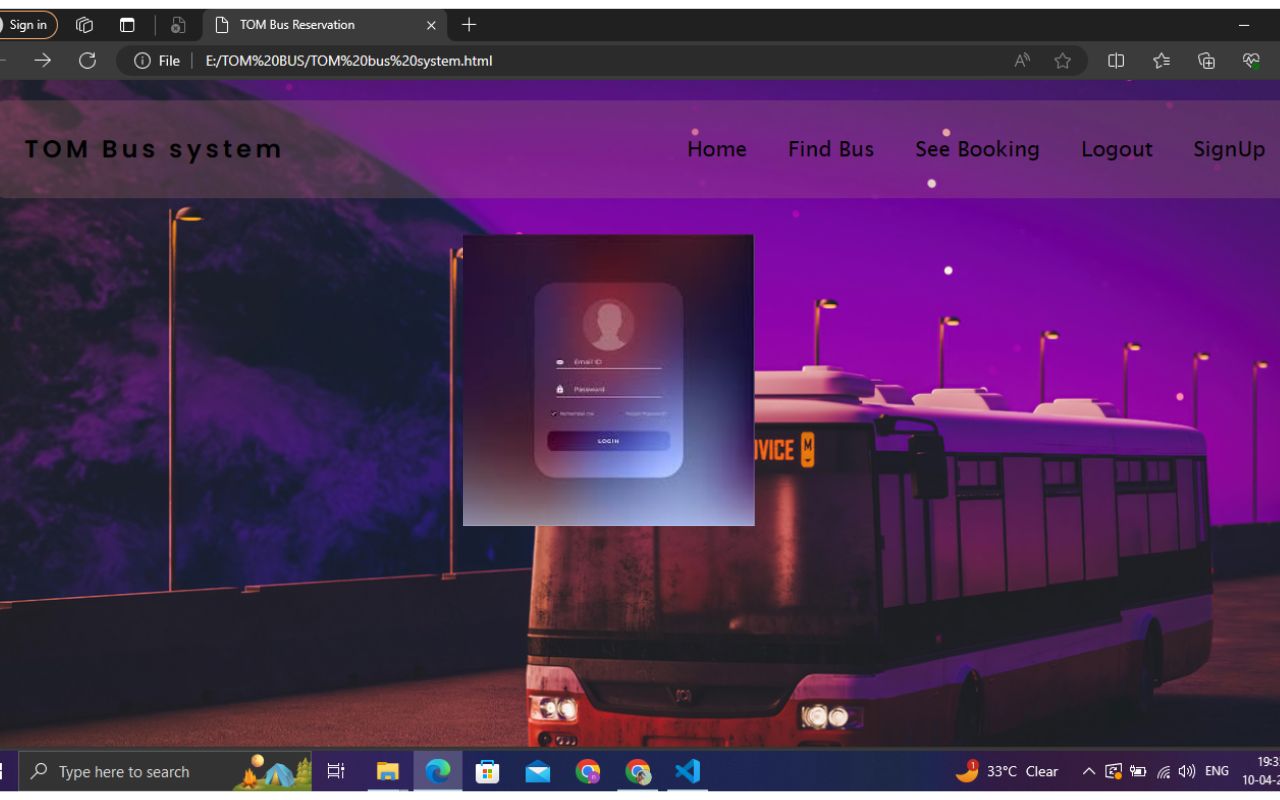 Sign in
TOM Bus Reservation
File
E:/TOM%20BUS/TOM%20bus%20system.html
TOM Bus system
Home Find Bus See Booking Logout SignUp
VICE M
Email ID
Password
Remember me Forgot Password?
LOGIN
Type here to search
1
33°C Clear
ENG
19:3
10-04-2